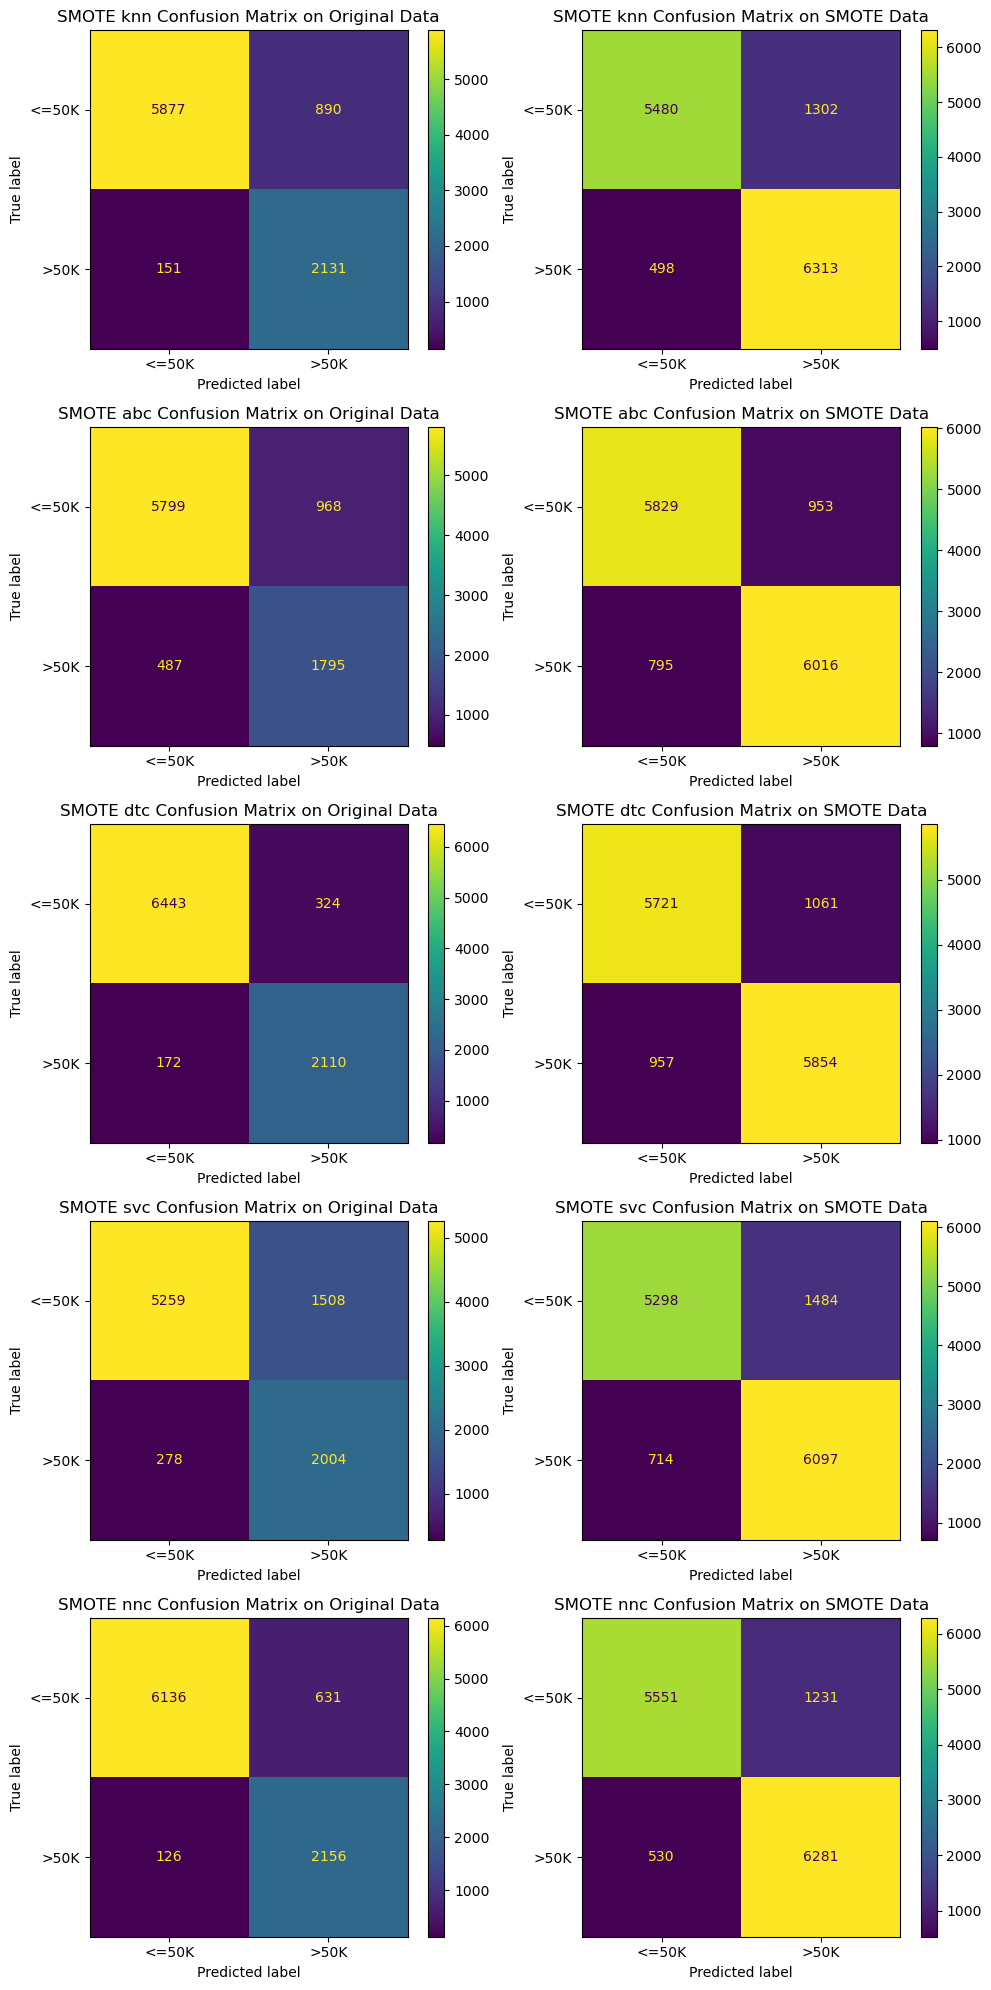 SMOTE knn Confusion Matrix on Original Data
<=50K
>50K
True label
5877
890
151
2131
<=50K
>50K
Predicted label
5000
4000
3000
2000
1000
SMOTE knn Confusion Matrix on SMOTE Data
<=50K
>50K
True label
5480
1302
498
6313
<=50K
>50K
Predicted label
6000
5000
4000
3000
2000
1000
SMOTE abc Confusion Matrix on Original Data
<=50K
>50K
True label
5799
968
487
1795
<=50K
>50K
Predicted label
5000
4000
3000
2000
1000
SMOTE abc Confusion Matrix on SMOTE Data
<=50K
>50K
True label
5829
953
795
6016
<=50K
>50K
Predicted label
6000
5000
4000
3000
2000
1000
SMOTE dtc Confusion Matrix on Original Data
<=50K
>50K
True label
6443
324
172
2110
<=50K
>50K
Predicted label
6000
5000
4000
3000
2000
1000
SMOTE dtc Confusion Matrix on SMOTE Data
<=50K
>50K
True label
5721
1061
957
5854
<=50K
>50K
Predicted label
5000
4000
3000
2000
1000
SMOTE svc Confusion Matrix on Original Data
<=50K
>50K
True label
5259
1508
278
2004
<=50K
>50K
Predicted label
5000
4000
3000
2000
1000
SMOTE svc Confusion Matrix on SMOTE Data
<=50K
>50K
True label
5298
1484
714
6097
<=50K
>50K
Predicted label
6000
5000
4000
3000
2000
1000
SMOTE nnc Confusion Matrix on Original Data
<=50K
>50K
True label
6136
631
126
2156
<=50K
>50K
Predicted label
6000
5000
4000
3000
2000
1000
SMOTE nnc Confusion Matrix on SMOTE Data
<=50K
>50K
True label
5551
1231
530
6281
<=50K
>50K
Predicted label
6000
5000
4000
3000
2000
1000